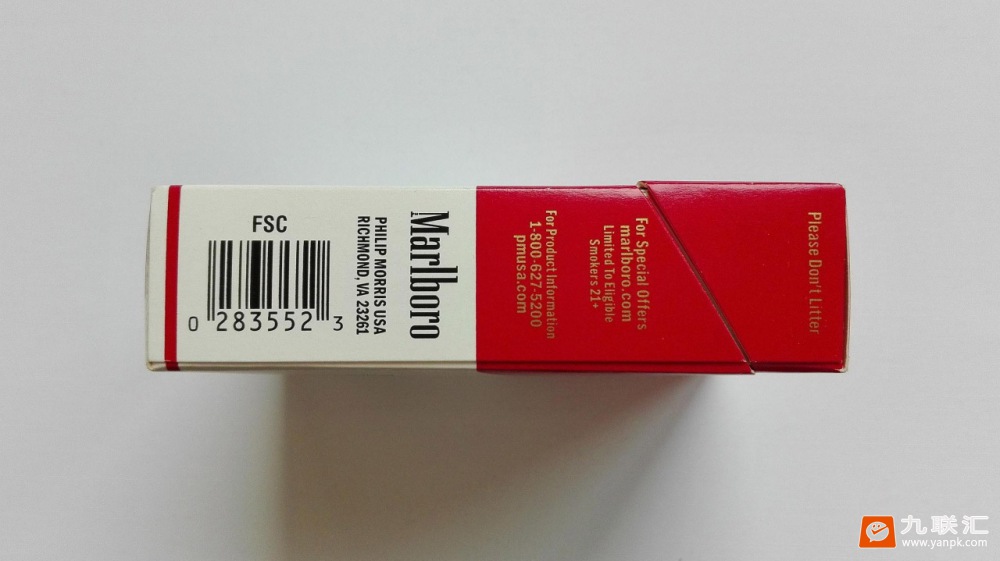 Please Don't Litter
For Special Offers
marlboro.com
Limited To Eligible
Smokers 21+
For Product Information
1-800-627-5200
pmusa.com
Marlboro
PHILIP MORRIS USA
RICHMOND, VA 23261
FSC
0 283552 3
九联汇
www.yanpk.com